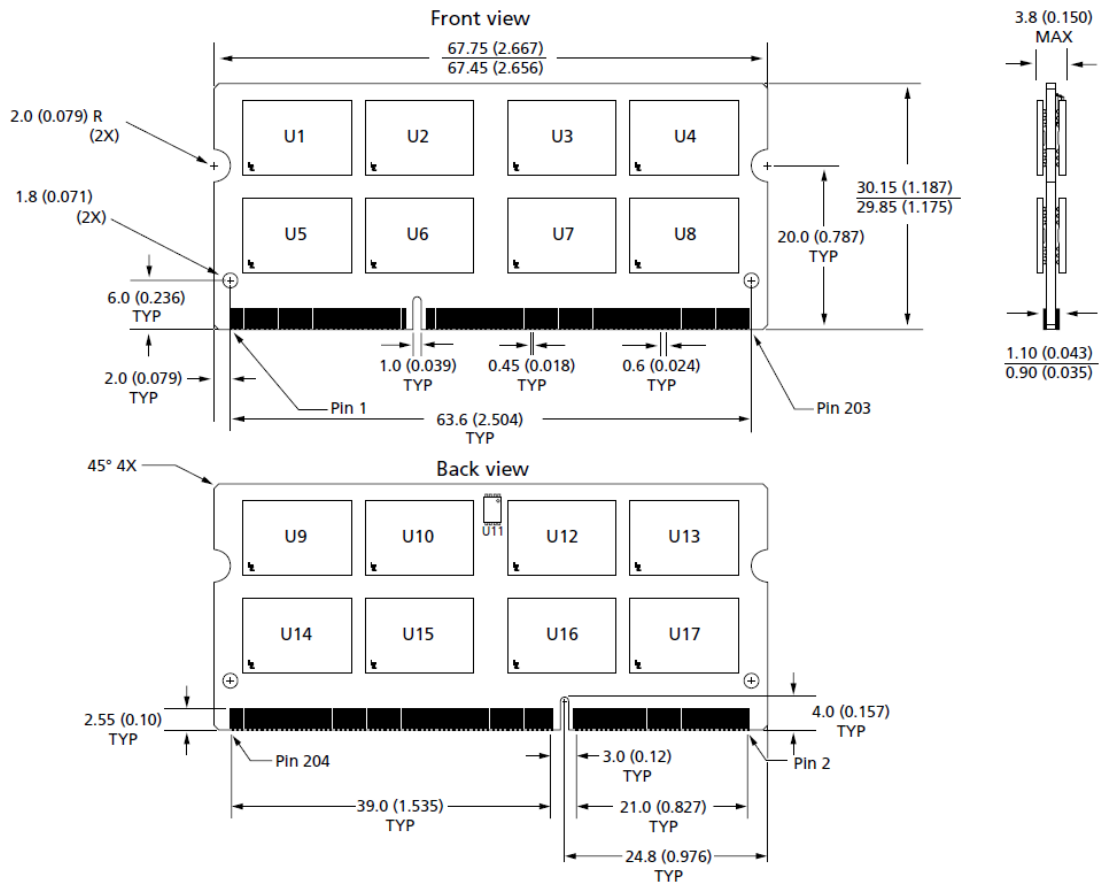 Front view
3.8 (0.150)
MAX
67.75 (2.667)
67.45 (2.656)
2.0 (0.079) R
(2X)
U1
U2
U3
U4
1.8 (0.071)
(2X)
30.15 (1.187)
29.85 (1.175)
U5
U6
U7
U8
20.0 (0.787)
TYP
6.0 (0.236)
TYP
1.0 (0.039)
TYP
0.45 (0.018)
TYP
0.6 (0.024)
TYP
1.10 (0.043)
0.90 (0.035)
2.0 (0.079)
TYP
Pin 1
Pin 203
63.6 (2.504)
TYP
45° 4X
Back view
U11
U9
U10
U12
U13
U14
U15
U16
U17
2.55 (0.10)
TYP
4.0 (0.157)
TYP
Pin 204
3.0 (0.12)
TYP
Pin 2
39.0 (1.535)
TYP
21.0 (0.827)
TYP
24.8 (0.976)
TYP